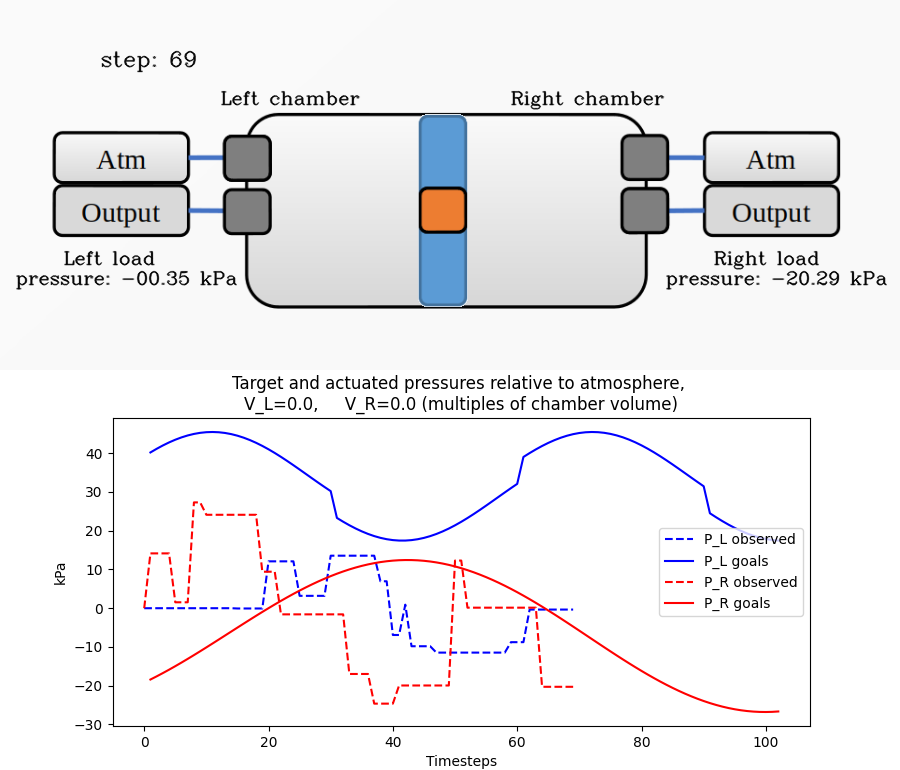 step: 69
Left chamber
Right chamber
Atm
Atm
Output
Output
Left load
pressure: -00.35 kPa
Right load
pressure: -20.29 kPa
Target and actuated pressures relative to atmosphere,
V_L=0.0,     V_R=0.0 (multiples of chamber volume)
kPa
40
30
20
10
0
−10
−20
−30
P_L observed
P_L goals
P_R observed
P_R goals
0 20 40 60 80 100
Timesteps